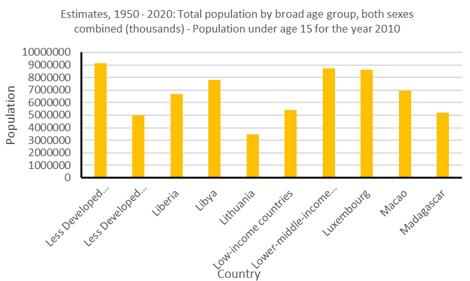 Estimates, 1950 - 2020: Total population by broad age group, both sexes
combined (thousands) - Population under age 15 for the year 2010
Population
10000000
9000000
8000000
7000000
6000000
5000000
4000000
3000000
2000000
1000000
0
Less Developed...
Less Developed...
Liberia
Libya
Lithuania
Low-income countries
Lower-middle-income...
Luxembourg
Macao
Madagascar
Country